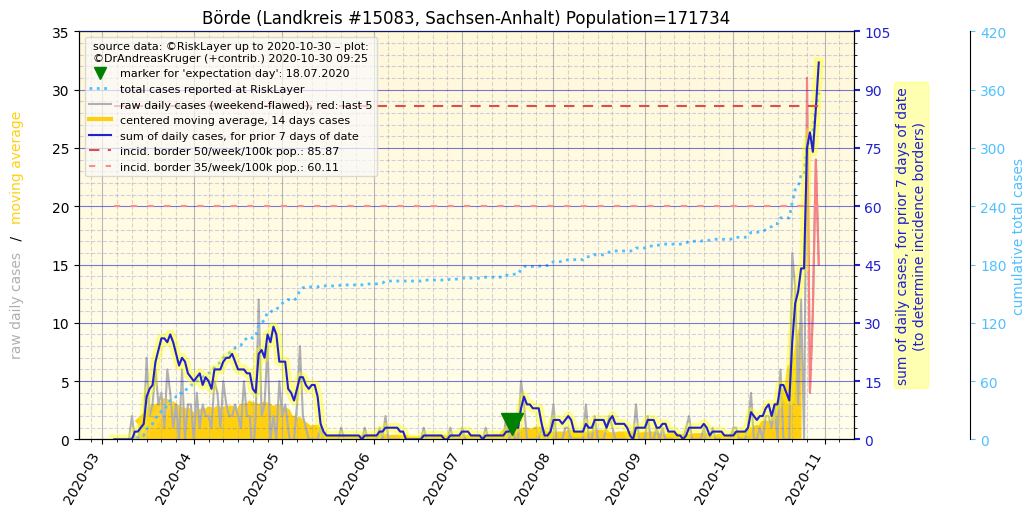 Börde (Landkreis #15083, Sachsen-Anhalt) Population=171734
source data: ©RiskLayer up to 2020-10-30 – plot:
©DrAndreasKruger (+contrib.) 2020-10-30 09:25
marker for 'expectation day': 18.07.2020
total cases reported at RiskLayer
raw daily cases (weekend-flawed), red: last 5
centered moving average, 14 days cases
sum of daily cases, for prior 7 days of date
incid. border 50/week/100k pop.: 85.87
incid. border 35/week/100k pop.: 60.11
raw daily cases / moving average
35
30
25
20
15
10
5
0
2020-03
2020-04
2020-05
2020-06
2020-07
2020-08
2020-09
2020-10
2020-11
105
90
75
60
45
30
15
0
sum of daily cases, for prior 7 days of date
(to determine incidence borders)
420
360
300
240
180
120
60
0
cumulative total cases